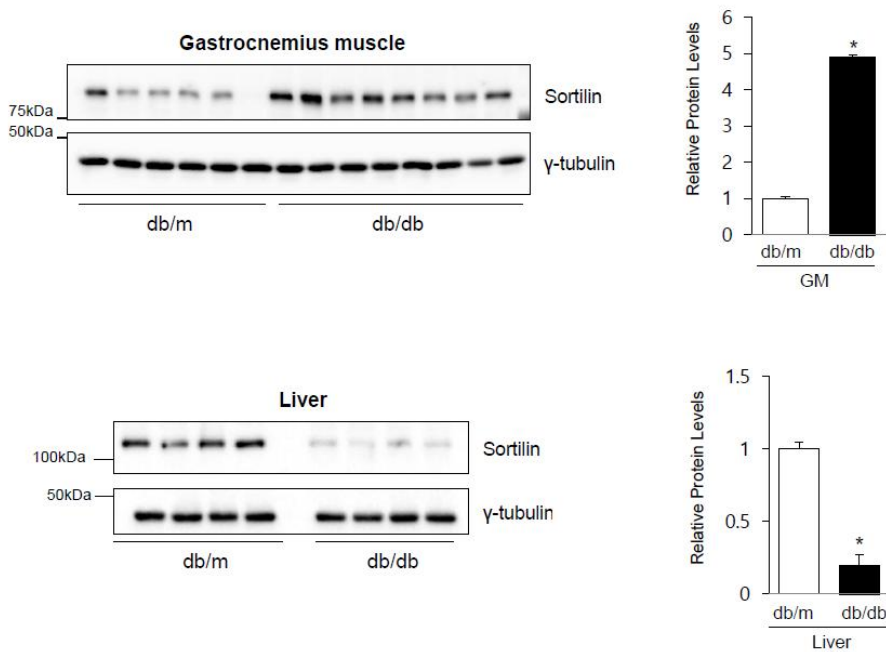 Gastrocnemius muscle
75kDa
50kDa
Sortilin
γ-tubulin
db/m db/db
Relative Protein Levels
6
5
4
3
2
1
0
*
db/m db/db
GM
Liver
100kDa
50kDa
Sortilin
γ-tubulin
db/m db/db
Relative Protein Levels
1.5
1
0.5
0
*
db/m db/db
Liver